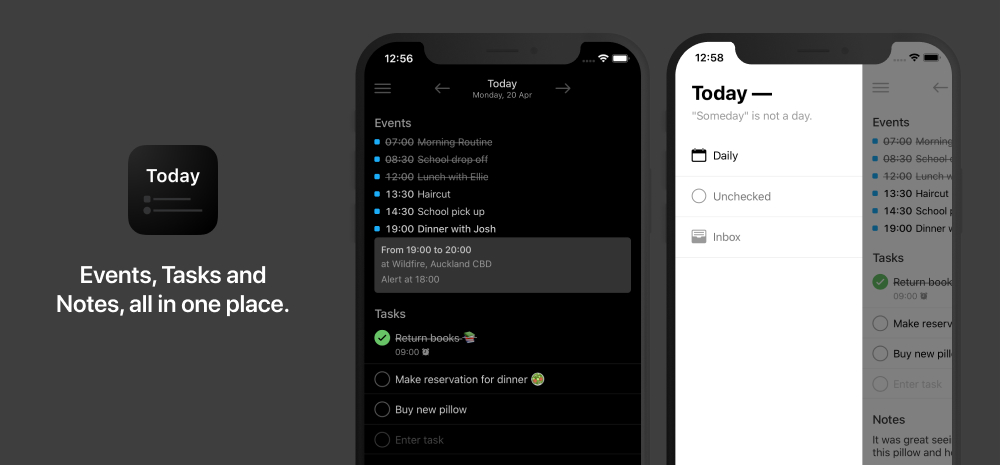 Today
Events, Tasks and
Notes, all in one place.
12:56
Today
Monday, 20 Apr
Events
07:00 Morning Routine
08:30 School drop off
12:00 Lunch with Ellie
13:30 Haircut
14:30 School pick up
19:00 Dinner with Josh
From 19:00 to 20:00
at Wildfire, Auckland CBD
Alert at 18:00
Tasks
Return books
09:00
Make reservation for dinner
Buy new pillow
Enter task
12:58
Today —
"Someday" is not a day.
Daily
Unchecked
Inbox
Events
07:00 Morning
08:30 School
12:00 Lunch
13:30 Haircut
14:30 School
19:00 Dinner
Tasks
Return book
09:00
Make reserv
Buy new pill
Enter task
Notes
It was great seei
this pillow and h